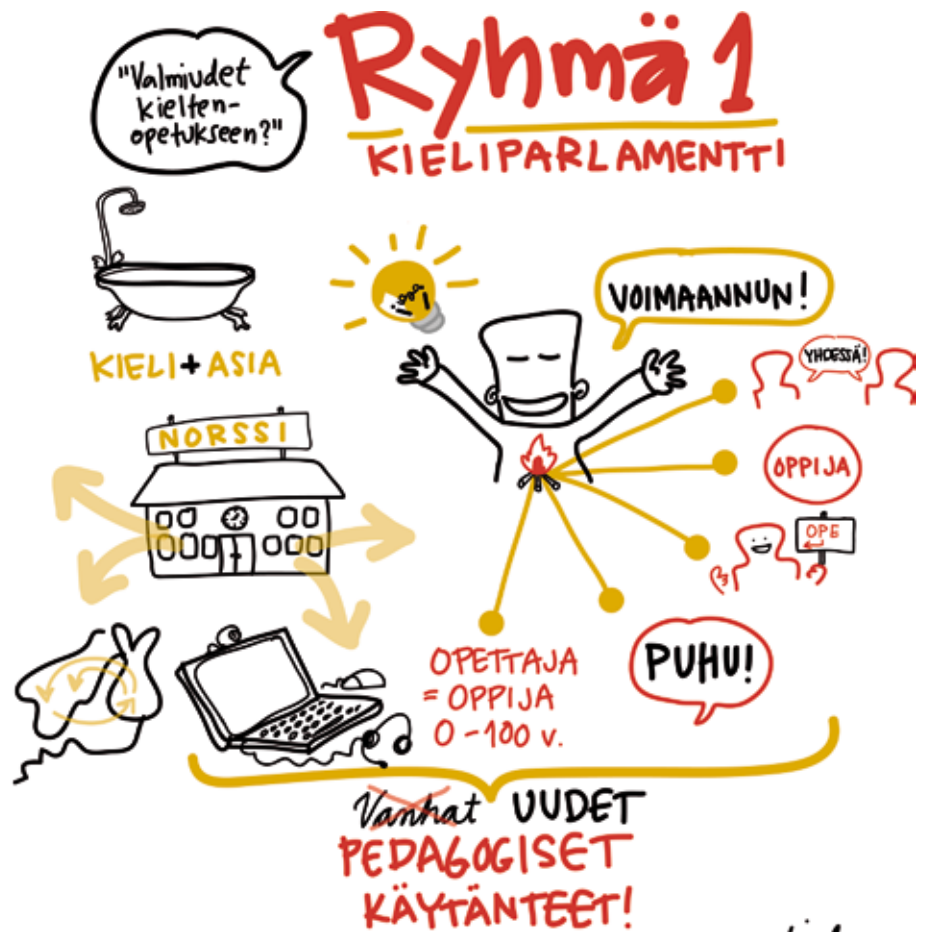 "Valmiudet
kielten-
opetukseen?"
Ryhmä 1
KIELIPARLAMENTTI
KIELI+ASIA
VOIMAANNUN!
YHDESSÄ!
NORSSI
OPPIJA
OPE
OPETTAJA
= OPPIJA
0-100 v.
PUHU!
Vanhat UUDET
PEDAGOGISET
KÄYTÄNTEET!